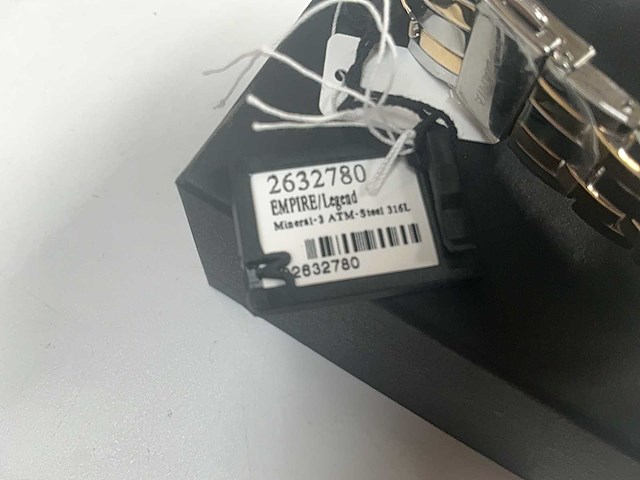 2632780
EMPIRE/Legend
Mineral-3 ATM-Steel 316L
2632780